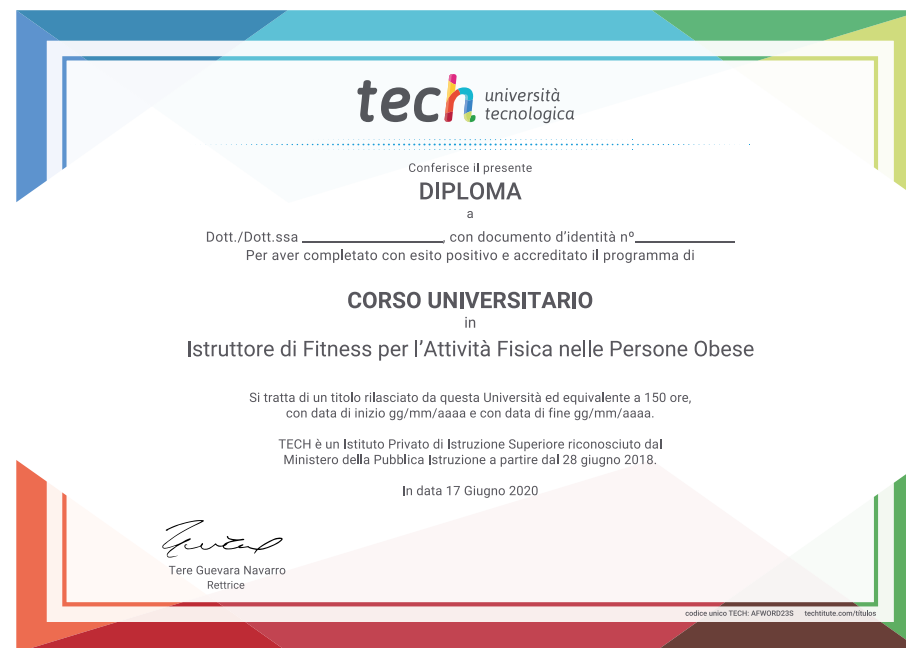 tech università
tecnologica
Conferisce il presente
DIPLOMA
a
Dott./Dott.ssa ______________, con documento d'identità nº__________
Per aver completato con esito positivo e accreditato il programma di
CORSO UNIVERSITARIO
in
Istruttore di Fitness per l'Attività Fisica nelle Persone Obese
Si tratta di un titolo rilasciato da questa Università ed equivalente a 150 ore,
con data di inizio gg/mm/aaaa e con data di fine gg/mm/aaaa.
TECH è un Istituto Privato di Istruzione Superiore riconosciuto dal
Ministero della Pubblica Istruzione a partire dal 28 giugno 2018.
In data 17 Giugno 2020
Tere Guevara Navarro
Rettrice
codice unico TECH: AFWORD23S techtitute.com/titulos